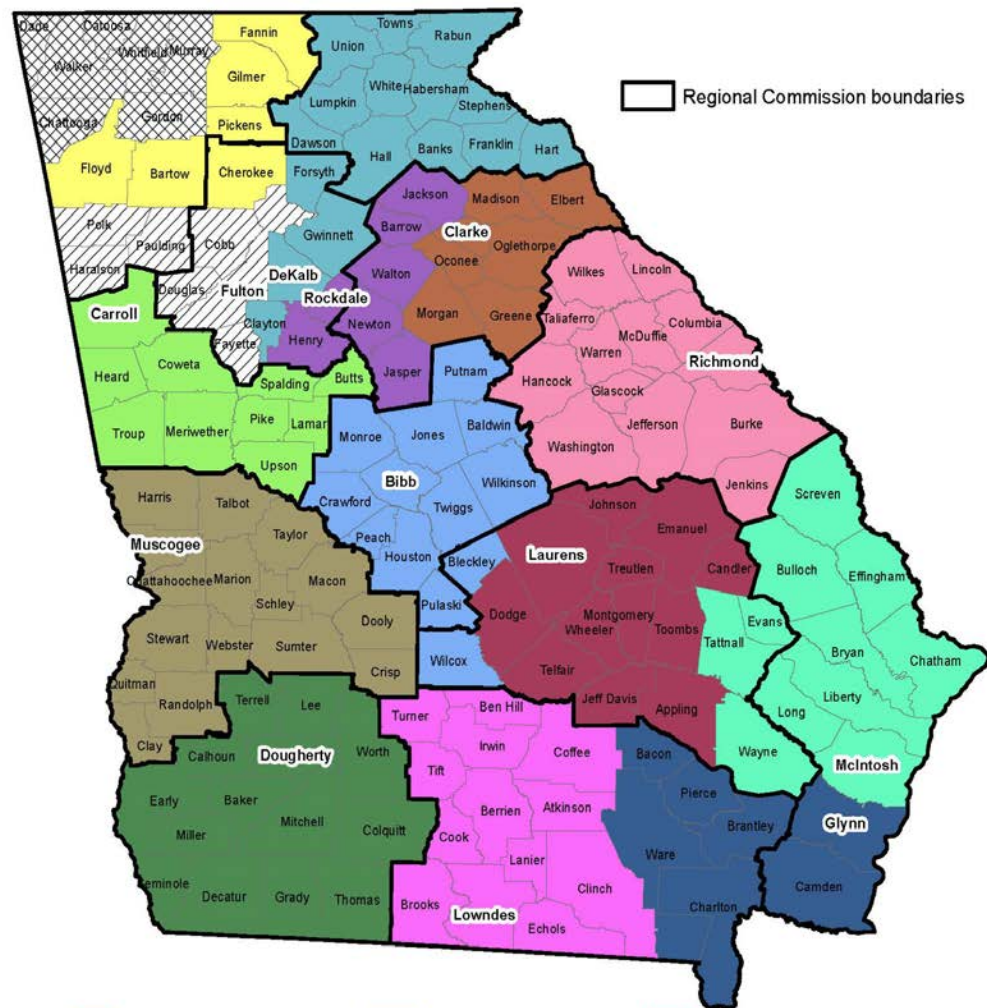 Dade
Catoosa
Fannin
Towns
Rabun
Union
Whitfield
Murray
Walker
Gilmer
White
Habersham
Regional Commission boundaries
Lumpkin
Stephens
Chattooga
Gordon
Pickens
Dawson
Banks
Franklin
Hart
Hall
Floyd
Bartow
Cherokee
Forsyth
Jackson
Madison
Elbert
Polk
Paulding
Cobb
Gwinnett
Barrow
Clarke
Oglethorpe
Haralson
DeKalb
Walton
Oconee
Wilkes
Lincoln
Douglas
Fulton
Rockdale
Carroll
Clayton
Newton
Morgan
Greene
Taliaferro
McDuffie
Columbia
Fayette
Henry
Warren
Richmond
Coweta
Spalding
Butts
Jasper
Putnam
Heard
Hancock
Glascock
Pike
Lamar
Baldwin
Jefferson
Burke
Troup
Meriwether
Monroe
Jones
Washington
Upson
Bibb
Wilkinson
Jenkins
Screven
Harris
Talbot
Crawford
Twiggs
Johnson
Emanuel
Taylor
Peach
Muscogee
Houston
Bleckley
Laurens
Treutlen
Candler
Bulloch
Effingham
Chattahoochee
Marion
Macon
Schley
Pulaski
Dodge
Montgomery
Dooly
Wheeler
Toombs
Tattnall
Evans
Stewart
Webster
Sumter
Bryan
Chatham
Crisp
Wilcox
Telfair
Quitman
Liberty
Randolph
Terrell
Lee
Jeff Davis
Appling
Long
Turner
Ben Hill
Clay
Calhoun
Dougherty
Worth
Irwin
Coffee
Bacon
Wayne
McIntosh
Tift
Pierce
Early
Baker
Berrien
Atkinson
Brantley
Miller
Mitchell
Colquitt
Cook
Glynn
Lanier
Ware
Seminole
Decatur
Grady
Thomas
Brooks
Clinch
Camden
Lowndes
Echols
Charlton